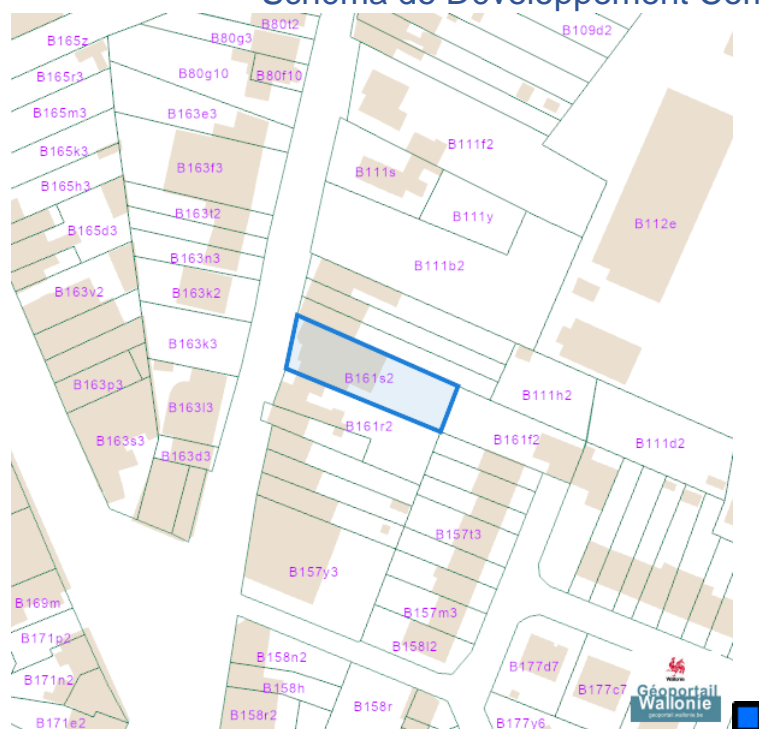 Schéma de Développement Com
B80t2
B109d2
B165z
B80g3
B165r3
B80g10
B80f10
B165m3
B163e3
B111f2
B165k3
B163f3
B111s
B165h3
B163t2
B111y
B112e
B165d3
B163n3
B111b2
B163v2
B163k2
B163k3
B161s2
B163p3
B111h2
B163l3
B161r2
B163s3
B161f2
B111d2
B163d3
B157t3
B157y3
B169m
B157m3
B171p2
B158l2
B158n2
B177d7
B171n2
B158h
B177c7
B158r
B171e2
B158r2
B177y6
Wallonie
Géoportail
Wallonie
geoportail.wallonie.be